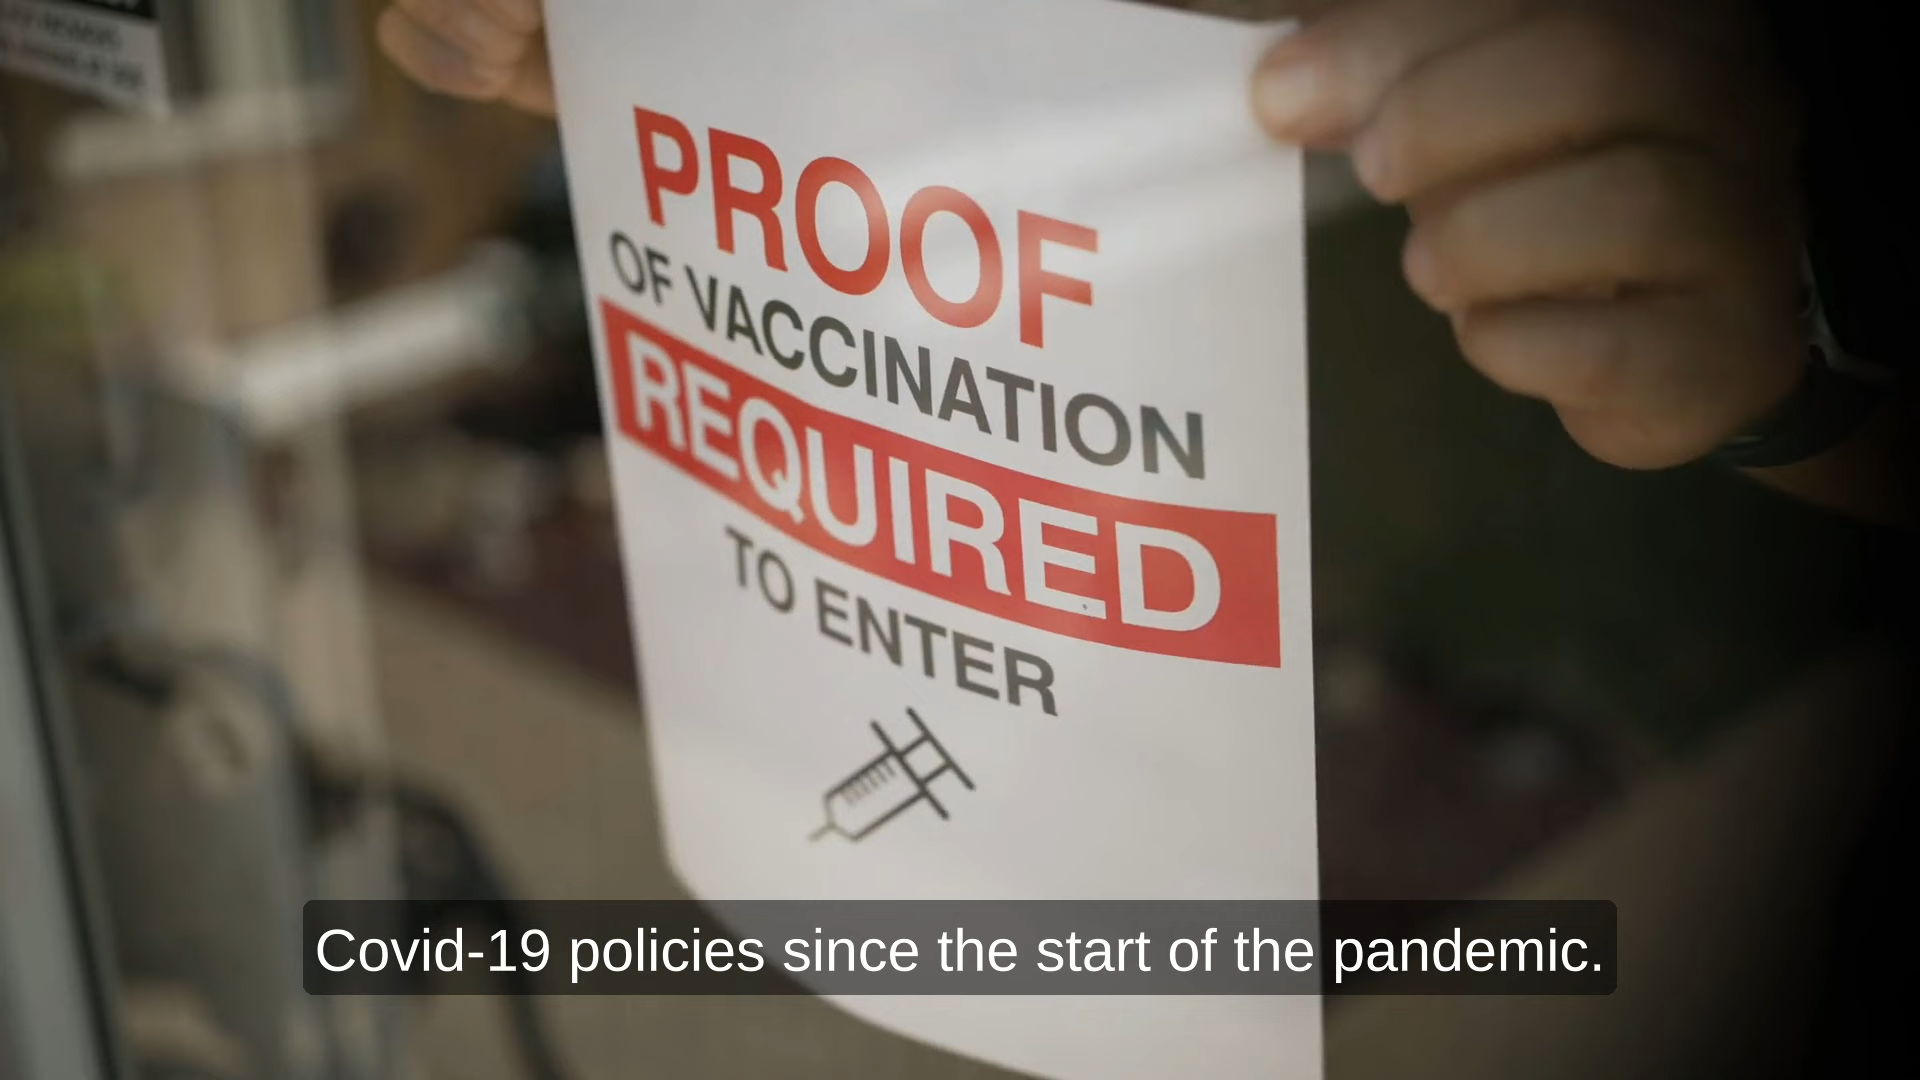 PROOF
OF VACCINATION
REQUIRED
TO ENTER
Covid-19 policies since the start of the pandemic.